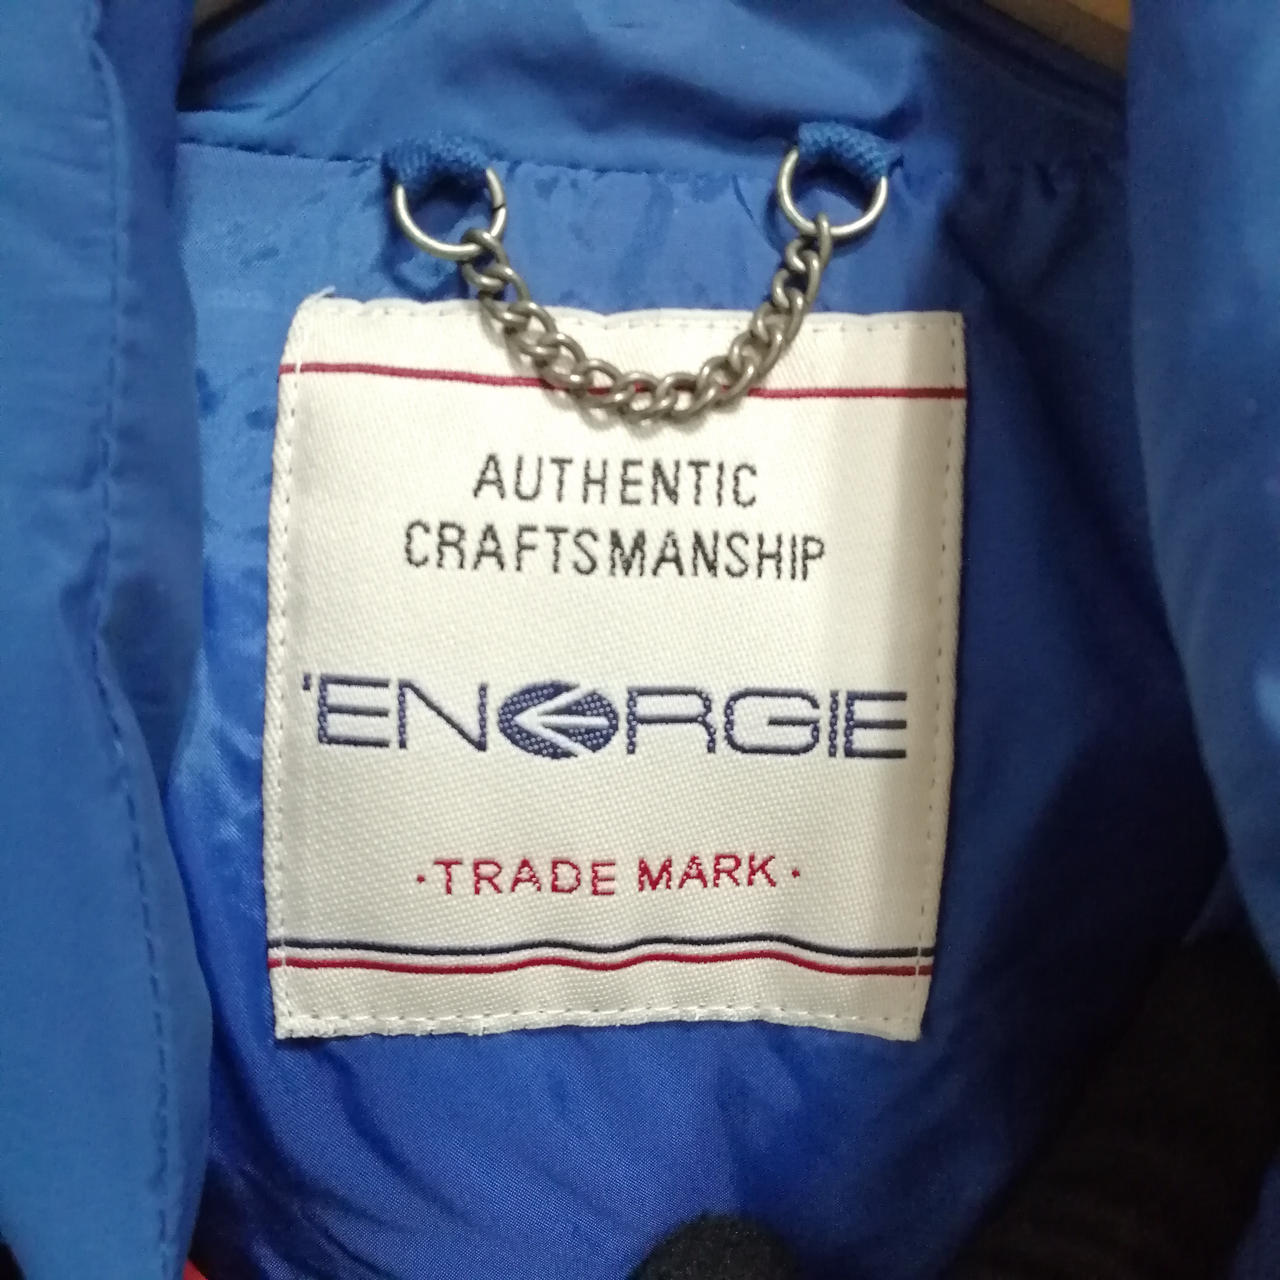 AUTHENTIC
CRAFTSMANSHIP
'ENERGIE
·TRADE MARK·